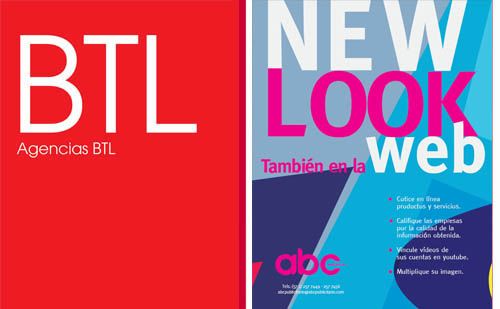 BTL
Agencias BTL
NEW
LOOK
web
También en la
Cotice en línea
productos y servicios.
Califique las empresas
por la calidad de la
información obtenida.
Vincule vídeos de
sus cuentas en youtube.
Multiplique su imagen.
abc